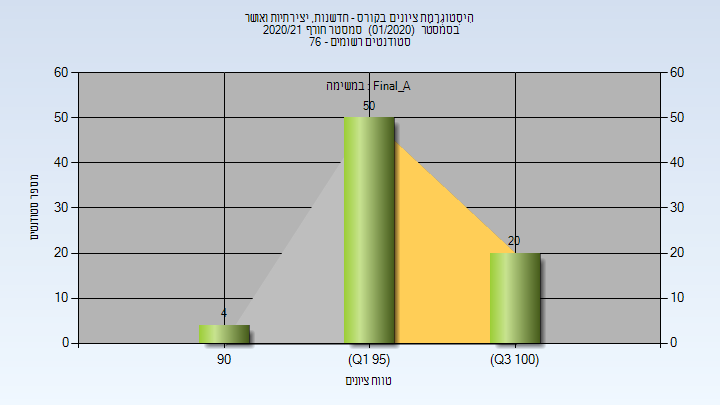 היסטוגרמת ציונים בקורס - חדשנות, יצירתיות ואושר
בסמסטר (01/2020) סמסטר חורף 2020/21
סטודנטים רשומים - 76
במשימה : Final_A
60 60
50
50 50
40 40
30 30
20
20 20
10 10
4
0 0
90 (Q1 95) (Q3 100)
מספר סטודנטים
טווח ציונים